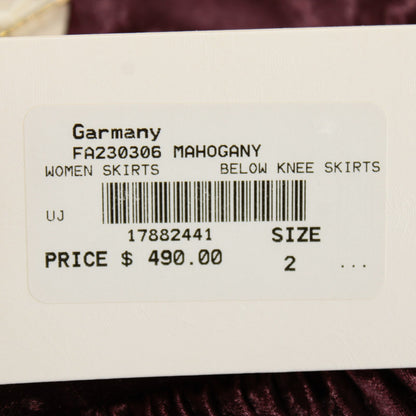 Garmany
FA230306 MAHOGANY
WOMEN SKIRTS BELOW KNEE SKIRTS
UJ
17882441 SIZE
PRICE $ 490.00 2 ...